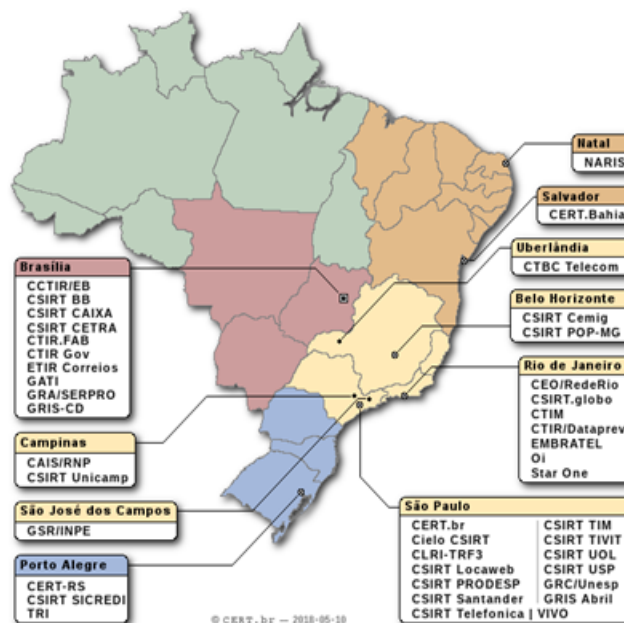 Natal
NARIS
Salvador
CERT.Bahia
Uberlândia
CTBC Telecom
Belo Horizonte
CSIRT Cemig
CSIRT POP-MG
Rio de Janeiro
CEO/RedeRio
CSIRT.globo
CTIM
CTIR/Dataprev
EMBRATEL
Oi
Star One
Brasília
CCTIR/EB
CSIRT BB
CSIRT CAIXA
CSIRT CETRA
CTIR.FAB
CTIR Gov
ETIR Correios
GATI
GRA/SERPRO
GRIS-CD
Campinas
CAIS/RNP
CSIRT Unicamp
São José dos Campos
GSR/INPE
Porto Alegre
CERT-RS
CSIRT SICREDI
TRI
São Paulo
CERT.br
Cielo CSIRT
CLRI-TRF3
CSIRT Locaweb
CSIRT PRODESP
CSIRT Santander
CSIRT Telefonica | VIVO
CSIRT TIM
CSIRT TIVIT
CSIRT UOL
CSIRT USP
GRC/Unesp
GRIS Abril
© CERT.br — 2018-05-10